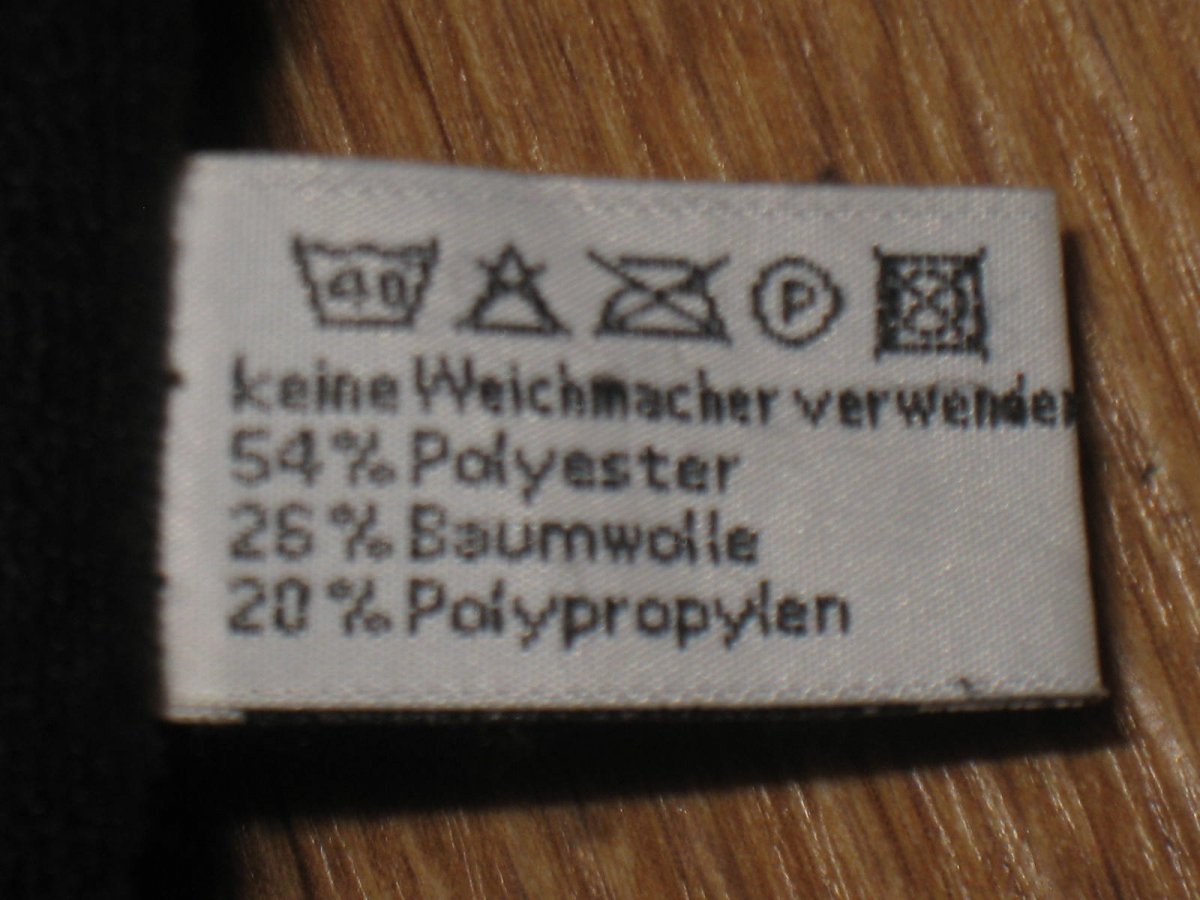 40 P
keine Weichmacher verwenden
54% Polyester
26% Baumwolle
20% Polypropylen